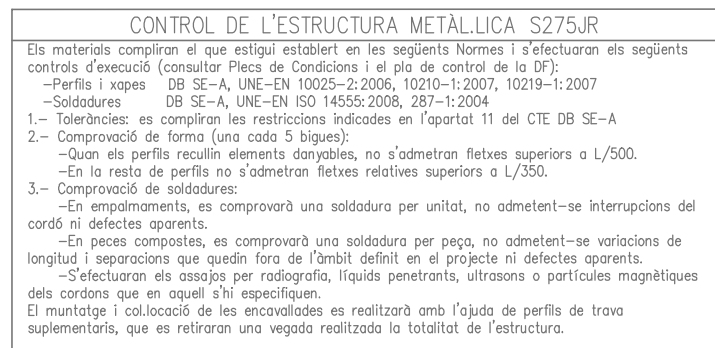 CONTROL DE L'ESTRUCTURA METÀL.LICA S275JR
Els materials compliran el que estigui establert en les següents Normes i s'efectuaran els següents
controls d'execució (consultar Plecs de Condicions i el pla de control de la DF):
-Perfils i xapes DB SE-A, UNE-EN 10025-2:2006, 10210-1:2007, 10219-1:2007
-Soldadures DB SE-A, UNE-EN ISO 14555:2008, 287-1:2004
1.- Toleràncies: es compliran les restriccions indicades en l'apartat 11 del CTE DB SE-A
2.- Comprovació de forma (una cada 5 bigues):
-Quan els perfils recullin elements danyables, no s'admetran fletxes superiors a L/500.
-En la resta de perfils no s'admetran fletxes relatives superiors a L/350.
3.- Comprovació de soldadures:
-En empalmaments, es comprovarà una soldadura per unitat, no admetent-se interrupcions del
cordó ni defectes aparents.
-En peces compostes, es comprovarà una soldadura per peça, no admetent-se variacions de
longitud i separacions que quedin fora de l'àmbit definit en el projecte ni defectes aparents.
-S'efectuaran els assajos per radiografia, líquids penetrants, ultrasons o partícules magnètiques
dels cordons que en aquell s'hi especifiquen.
El muntatge i col.locació de les encavallades es realitzarà amb l'ajuda de perfils de trava
suplementaris, que es retiraran una vegada realitzada la totalitat de l'estructura.